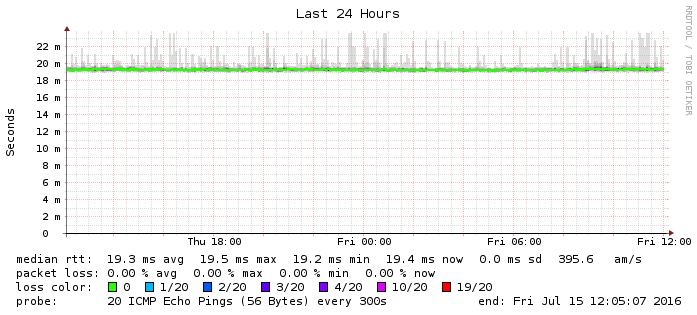 Last 24 Hours
RRDTOOL / TOBI OETIKER
Seconds
22 m
20 m
18 m
16 m
14 m
12 m
10 m
8 m
6 m
4 m
2 m
0
Thu 18:00 Fri 00:00 Fri 06:00 Fri 12:00
median rtt: 19.3 ms avg 19.5 ms max 19.2 ms min 19.4 ms now 0.0 ms sd 395.6 am/s
packet loss: 0.00 % avg 0.00 % max 0.00 % min 0.00 % now
loss color: 0 1/20 2/20 3/20 4/20 10/20 19/20
probe: 20 ICMP Echo Pings (56 Bytes) every 300s end: Fri Jul 15 12:05:07 2016